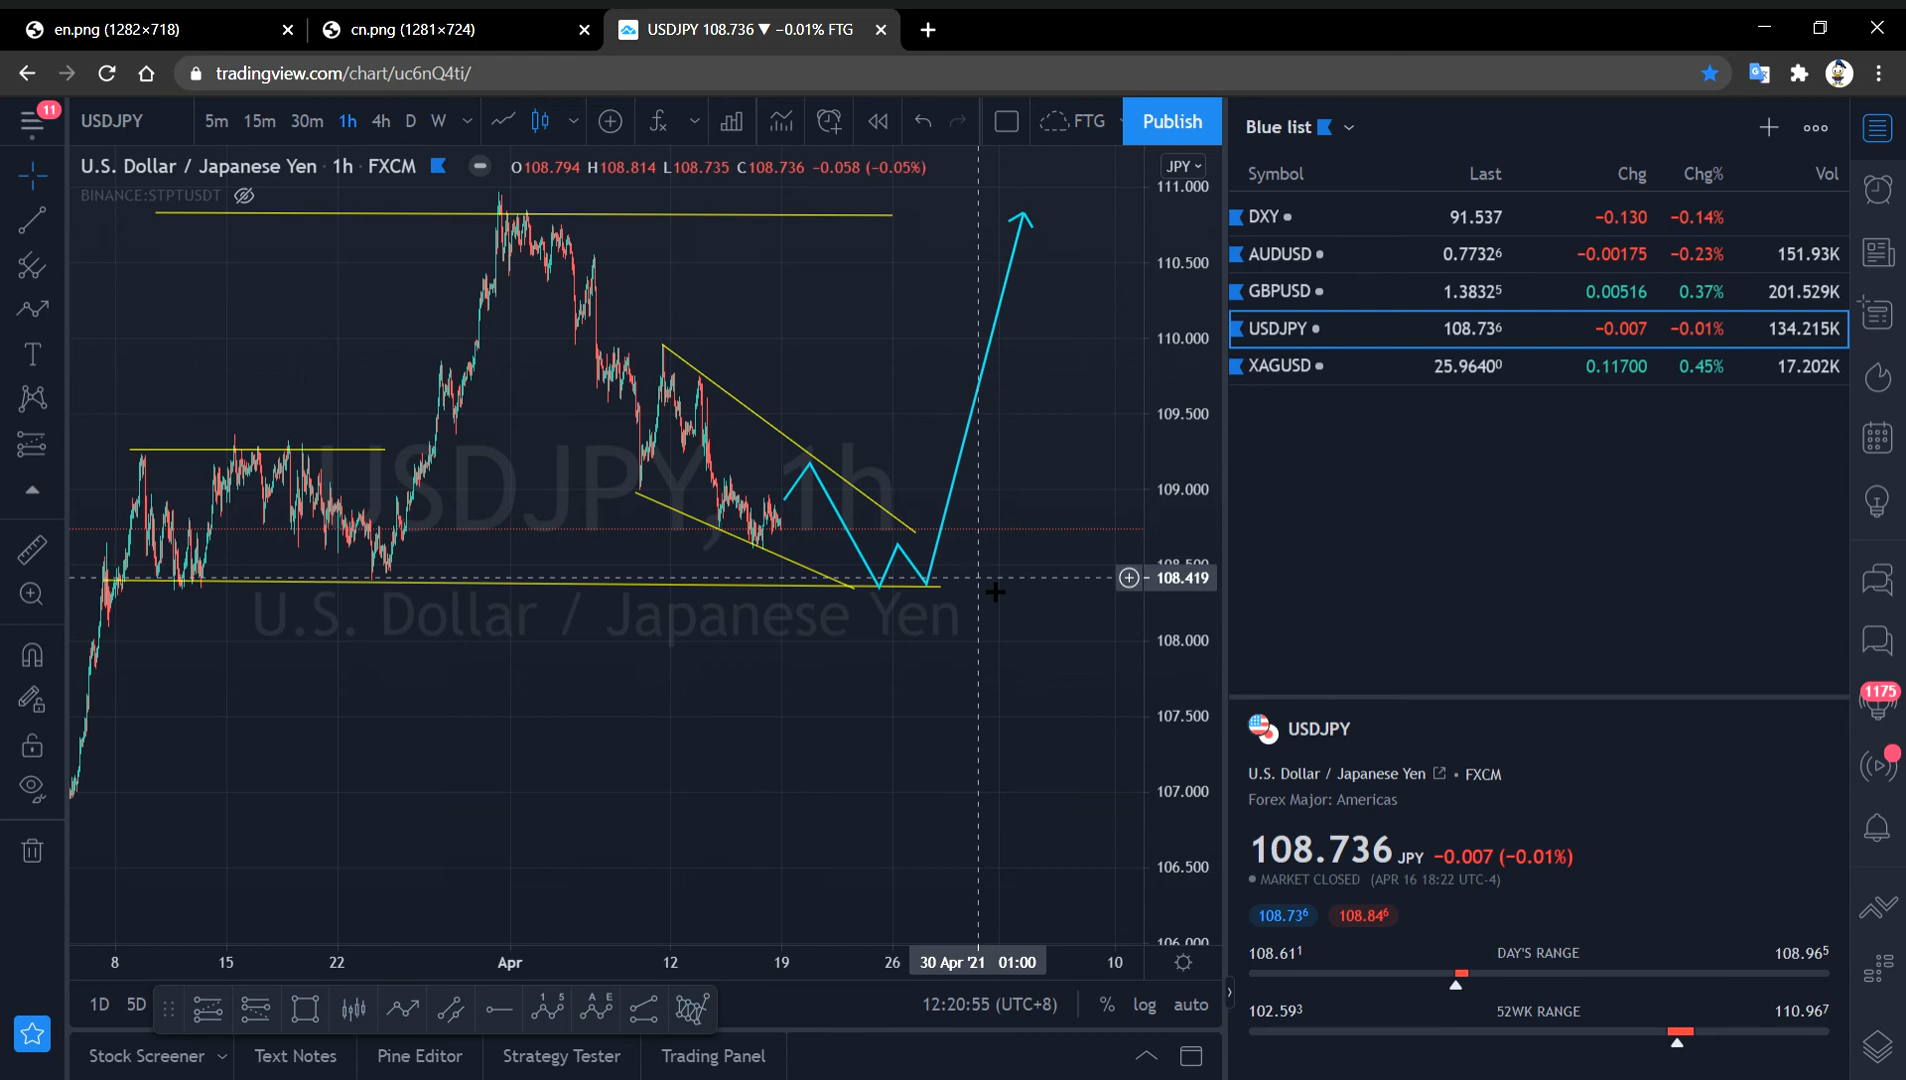 en.png (1282×718)
cn.png (1281×724)
USDJPY 108.736 ▼ −0.01% FTG
tradingview.com/chart/uc6nQ4ti/
11
USDJPY 5m 15m 30m 1h 4h D W FTG Publish
Blue list
U.S. Dollar / Japanese Yen · 1h · FXCM O108.794 H108.814 L108.735 C108.736 −0.058 (−0.05%)
BINANCE:STPTUSDT
JPY
Symbol Last Chg Chg% Vol
DXY 91.537 −0.130 −0.14%
AUDUSD 0.77326 −0.00175 −0.23% 151.93K
GBPUSD 1.38325 0.00516 0.37% 201.529K
USDJPY 108.736 −0.007 −0.01% 134.215K
XAGUSD 25.96400 0.11700 0.45% 17.202K
111.000
110.500
110.000
109.500
109.000
108.500
108.419
108.000
107.500
107.000
106.500
106.000
USDJPY, 1h
U.S. Dollar / Japanese Yen
8 15 22 Apr 12 19 26 30 Apr '21 01:00 10
1D 5D
1 5
A E
12:20:55 (UTC+8) % log auto
Stock Screener Text Notes Pine Editor Strategy Tester Trading Panel
USDJPY
U.S. Dollar / Japanese Yen • FXCM
Forex Major: Americas
108.736 JPY −0.007 (−0.01%)
MARKET CLOSED (APR 16 18:22 UTC-4)
108.736 108.846
108.611 DAY'S RANGE 108.965
102.593 52WK RANGE 110.967
1175